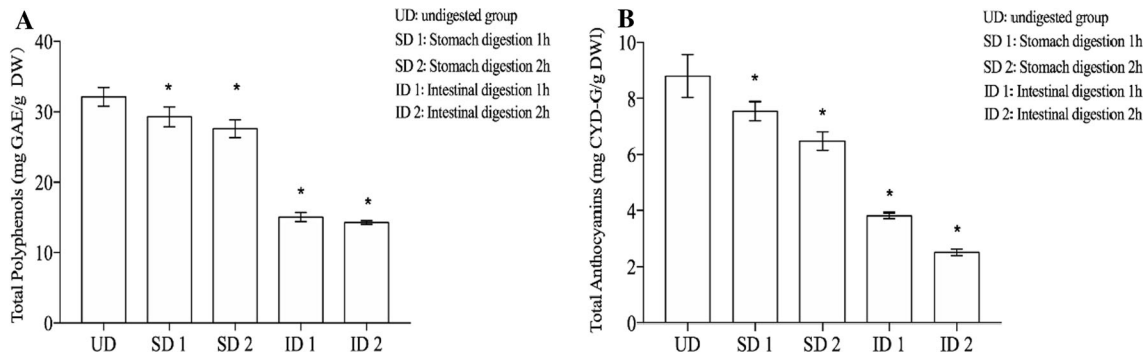 A
UD: undigested group
SD 1: Stomach digestion 1h
SD 2: Stomach digestion 2h
ID 1: Intestinal digestion 1h
ID 2: Intestinal digestion 2h
Total Polyphenols (mg GAE/g DW)
40
30
20
10
0
* * * *
UD SD 1 SD 2 ID 1 ID 2
B
UD: undigested group
SD 1: Stomach digestion 1h
SD 2: Stomach digestion 2h
ID 1: Intestinal digestion 1h
ID 2: Intestinal digestion 2h
Total Anthocyanins (mg CYD-G/g DWl
10
8
6
4
2
0
* * * *
UD SD 1 SD 2 ID 1 ID 2